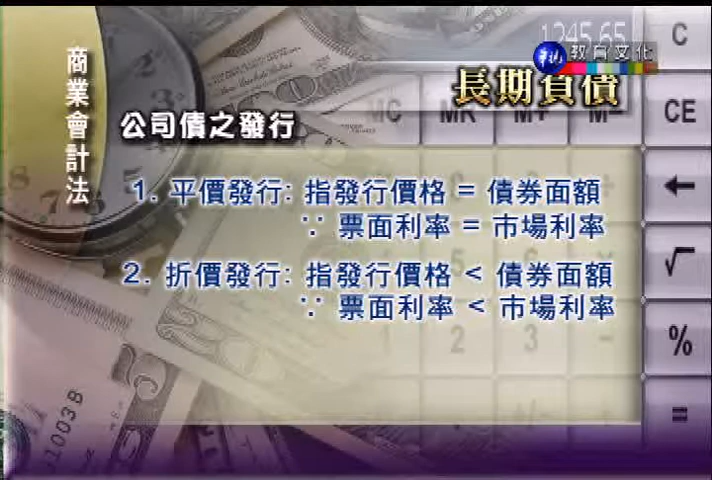 1245.65
華視
教育文化
長期負債
商業會計法
公司債之發行
1. 平價發行: 指發行價格 = 債券面額
∵ 票面利率 = 市場利率
2. 折價發行: 指發行價格 < 債券面額
∵ 票面利率 < 市場利率
C
MC MR M+ M−
CE
√
%
=